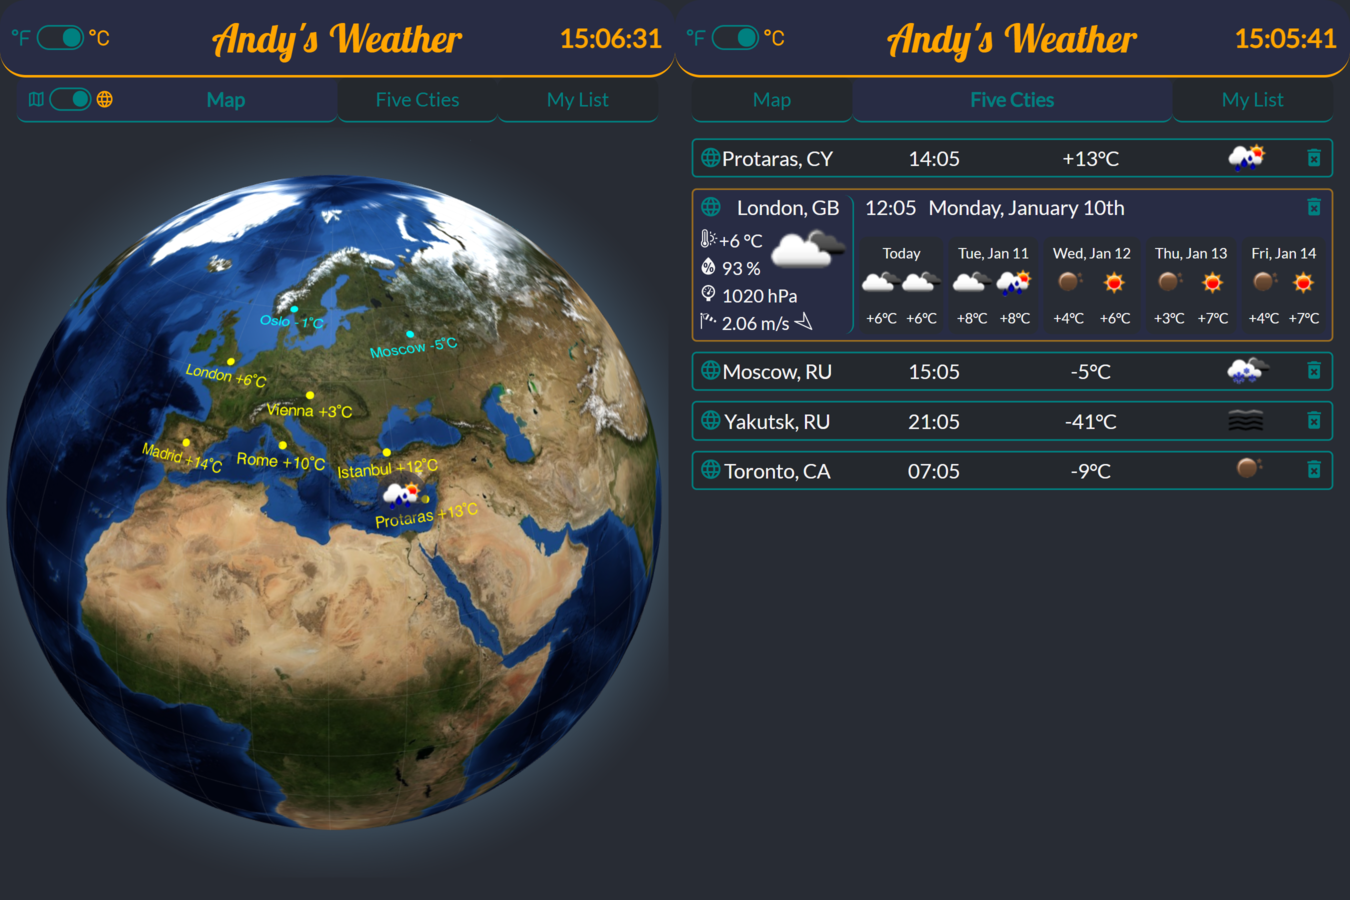 °F °C Andy's Weather 15:06:31
Map Five Cties My List
Oslo -1°C
Moscow -5°C
London +6°C
Vienna +3°C
Madrid +14°C
Rome +10°C
Istanbul +12°C
Protaras +13°C
°F °C Andy's Weather 15:05:41
Map Five Cties My List
Protaras, CY 14:05 +13°C
London, GB 12:05 Monday, January 10th
+6 °C
93 %
1020 hPa
2.06 m/s
Today Tue, Jan 11 Wed, Jan 12 Thu, Jan 13 Fri, Jan 14
+6°C +6°C +8°C +8°C +4°C +6°C +3°C +7°C +4°C +7°C
Moscow, RU 15:05 -5°C
Yakutsk, RU 21:05 -41°C
Toronto, CA 07:05 -9°C